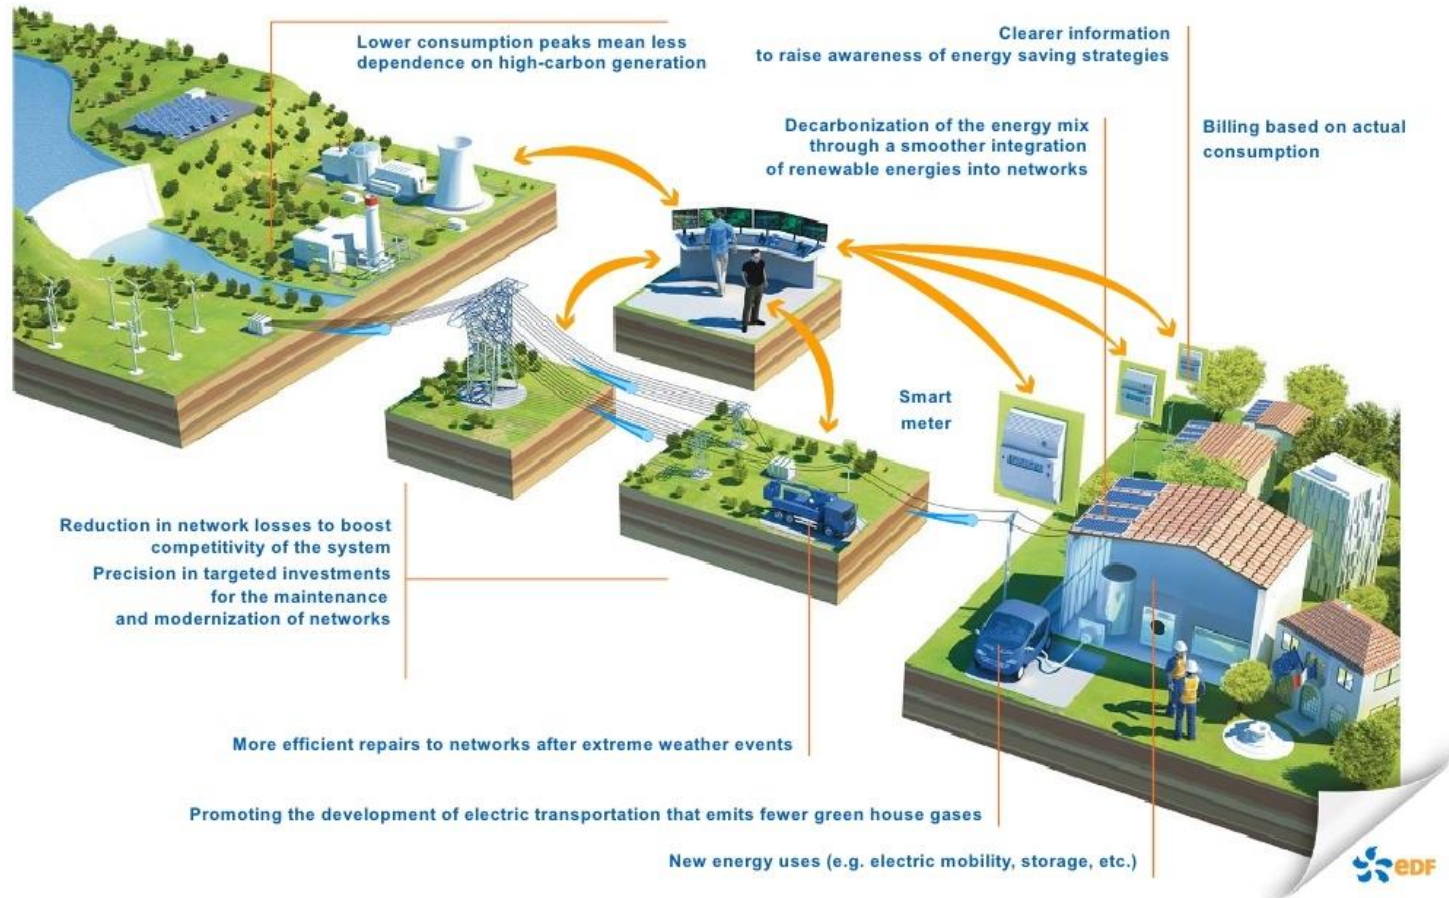 Lower consumption peaks mean less
dependence on high-carbon generation
Clearer information
to raise awareness of energy saving strategies
Decarbonization of the energy mix
through a smoother integration
of renewable energies into networks
Billing based on actual
consumption
Smart
meter
Reduction in network losses to boost
competitivity of the system
Precision in targeted investments
for the maintenance
and modernization of networks
More efficient repairs to networks after extreme weather events
Promoting the development of electric transportation that emits fewer green house gases
New energy uses (e.g. electric mobility, storage, etc.)
eDF